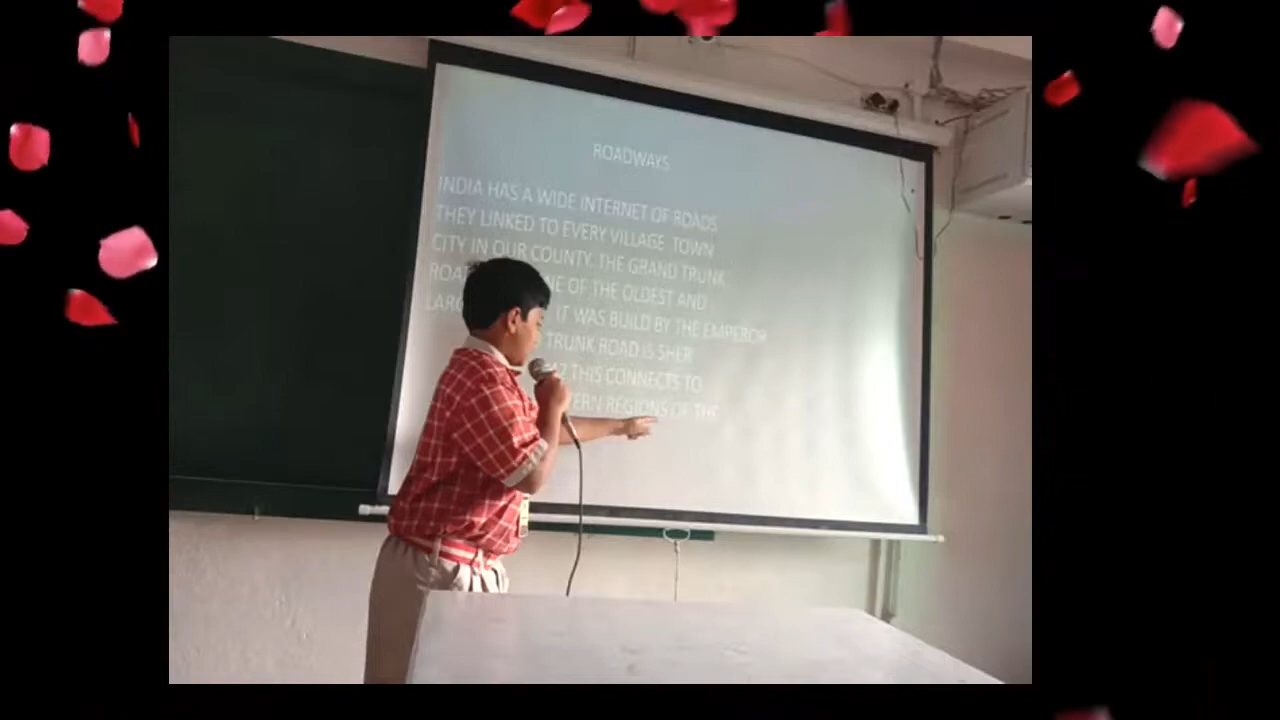 ROADWAYS
INDIA HAS A WIDE INTERNET OF ROADS
THEY LINKED TO EVERY VILLAGE TOWN
CITY IN OUR COUNTY. THE GRAND TRUNK
OF THE OLDEST AND
IT WAS BUILD BY THE EMPEROR
TRUNK ROAD IS SHER
THIS CONNECTS TO
REGIONS OF THE